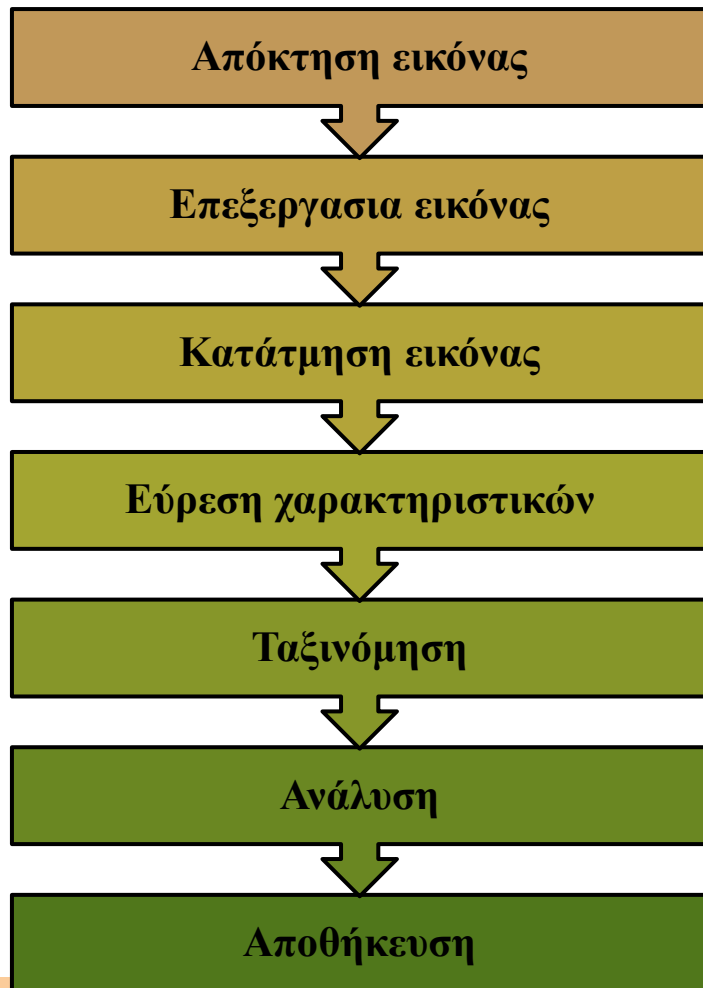 Απόκτηση εικόνας
Επεξεργασια εικόνας
Κατάτμηση εικόνας
Εύρεση χαρακτηριστικών
Ταξινόμηση
Ανάλυση
Αποθήκευση